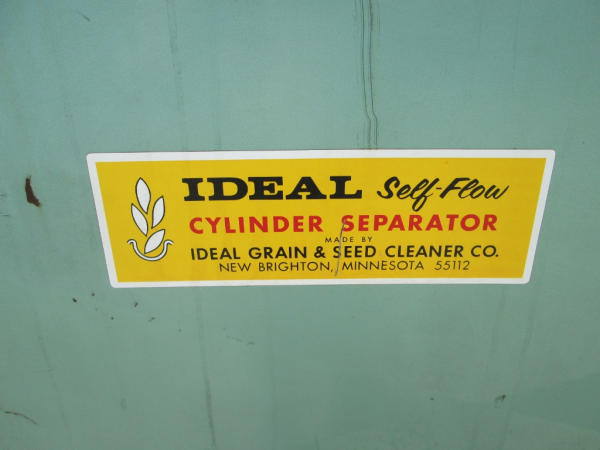 IDEAL Self-Flow
CYLINDER SEPARATOR
MADE BY
IDEAL GRAIN & SEED CLEANER CO.
NEW BRIGHTON, MINNESOTA 55112